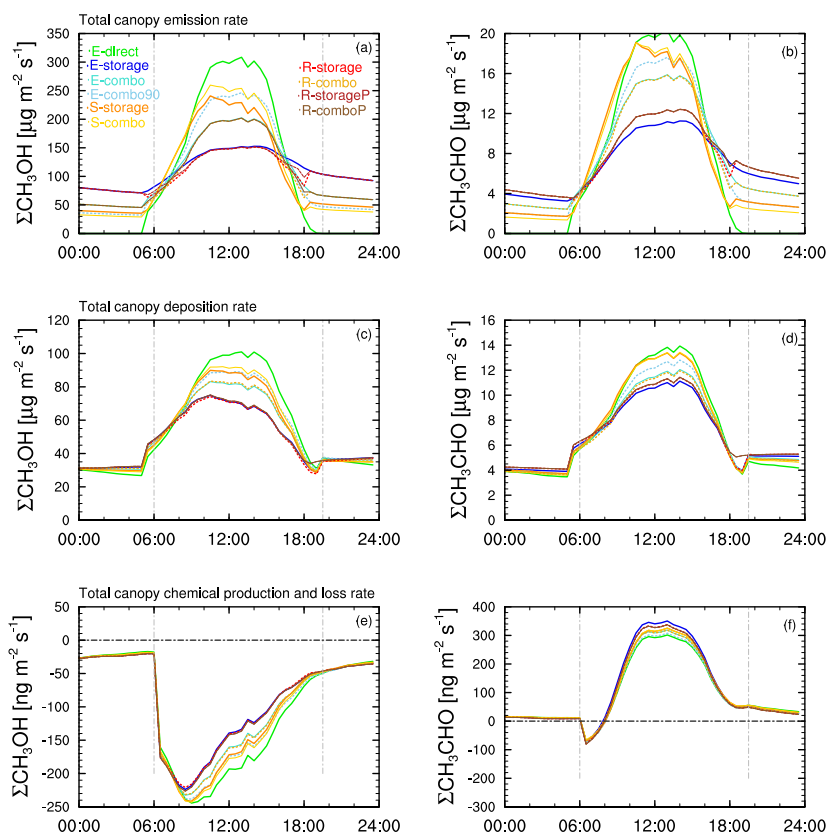 Total canopy emission rate
ΣCH₃OH [µg m⁻² s⁻¹]
350
300
250
200
150
100
50
0
(a)
E-direct
E-storage
E-combo
E-combo90
S-storage
S-combo
R-storage
R-combo
R-storageP
R-comboP
00:00 06:00 12:00 18:00 24:00
ΣCH₃CHO [µg m⁻² s⁻¹]
20
16
12
8
4
0
(b)
00:00 06:00 12:00 18:00 24:00
Total canopy deposition rate
ΣCH₃OH [µg m⁻² s⁻¹]
120
100
80
60
40
20
0
(c)
00:00 06:00 12:00 18:00 24:00
ΣCH₃CHO [µg m⁻² s⁻¹]
16
14
12
10
8
6
4
2
0
(d)
00:00 06:00 12:00 18:00 24:00
Total canopy chemical production and loss rate
ΣCH₃OH [ng m⁻² s⁻¹]
50
0
-50
-100
-150
-200
-250
(e)
00:00 06:00 12:00 18:00 24:00
ΣCH₃CHO [ng m⁻² s⁻¹]
400
300
200
100
0
-100
-200
-300
(f)
00:00 06:00 12:00 18:00 24:00